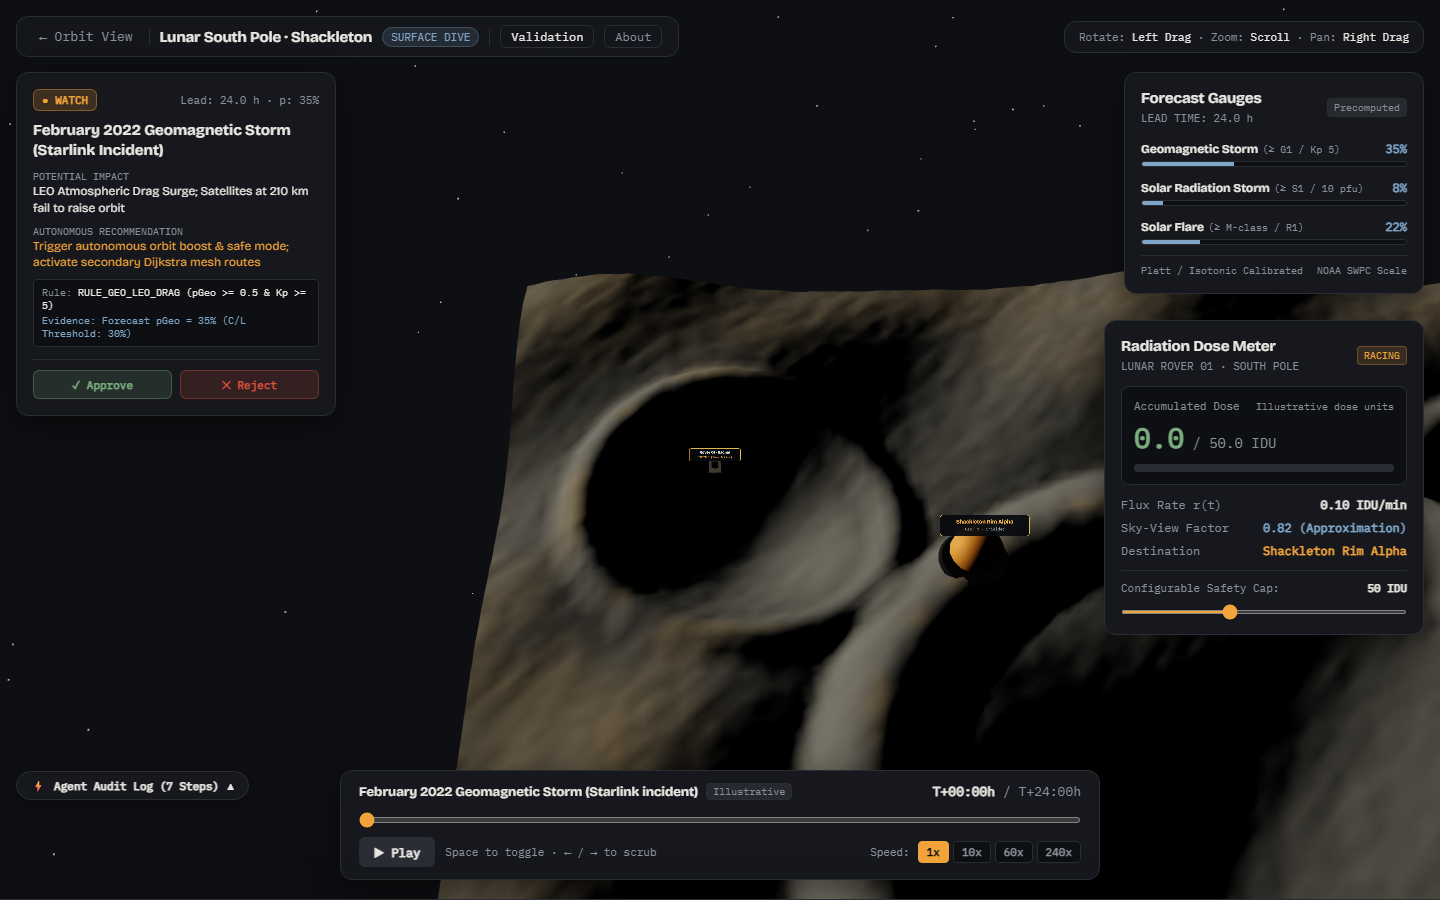 ← Orbit View
Lunar South Pole · Shackleton
SURFACE DIVE
Validation
About
Rotate: Left Drag · Zoom: Scroll · Pan: Right Drag
WATCH
Lead: 24.0 h · p: 35%
February 2022 Geomagnetic Storm
(Starlink Incident)
POTENTIAL IMPACT
LEO Atmospheric Drag Surge; Satellites at 210 km
fail to raise orbit
AUTONOMOUS RECOMMENDATION
Trigger autonomous orbit boost & safe mode;
activate secondary Dijkstra mesh routes
Rule: RULE_GEO_LEO_DRAG (pGeo >= 0.5 & Kp >=
5)
Evidence: Forecast pGeo = 35% (C/L
Threshold: 30%)
✓ Approve
✕ Reject
Forecast Gauges
LEAD TIME: 24.0 h
Precomputed
Geomagnetic Storm (≥ G1 / Kp 5) 35%
Solar Radiation Storm (≥ S1 / 10 pfu) 8%
Solar Flare (≥ M-class / R1) 22%
Platt / Isotonic Calibrated NOAA SWPC Scale
Radiation Dose Meter
LUNAR ROVER 01 · SOUTH POLE
RACING
Accumulated Dose Illustrative dose units
0.0 / 50.0 IDU
Flux Rate r(t) 0.10 IDU/min
Sky-View Factor 0.82 (Approximation)
Destination Shackleton Rim Alpha
Configurable Safety Cap: 50 IDU
Shackleton Rim Alpha
Agent Audit Log (7 Steps) ▲
February 2022 Geomagnetic Storm (Starlink incident)
Illustrative
T+00:00h / T+24:00h
▶ Play
Space to toggle · ← / → to scrub
Speed: 1x 10x 60x 240x